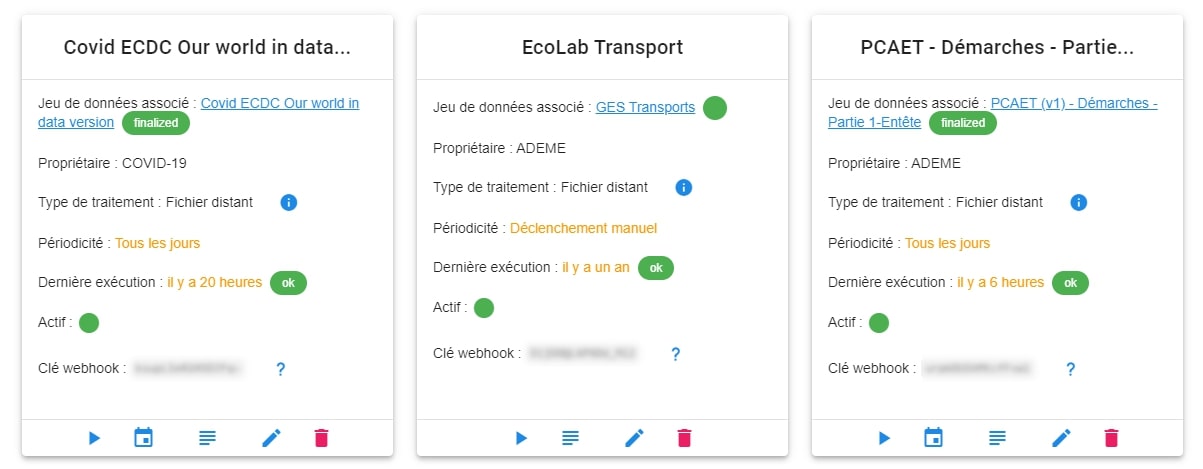 Covid ECDC Our world in data...
Jeu de données associé : Covid ECDC Our world in
data version finalized
Propriétaire : COVID-19
Type de traitement : Fichier distant
Périodicité : Tous les jours
Dernière exécution : il y a 20 heures ok
Actif :
Clé webhook : ?
EcoLab Transport
Jeu de données associé : GES Transports
Propriétaire : ADEME
Type de traitement : Fichier distant
Périodicité : Déclenchement manuel
Dernière exécution : il y a un an ok
Actif :
Clé webhook : ?
PCAET - Démarches - Partie...
Jeu de données associé : PCAET (v1) - Démarches -
Partie 1-Entête finalized
Propriétaire : ADEME
Type de traitement : Fichier distant
Périodicité : Tous les jours
Dernière exécution : il y a 6 heures ok
Actif :
Clé webhook : ?